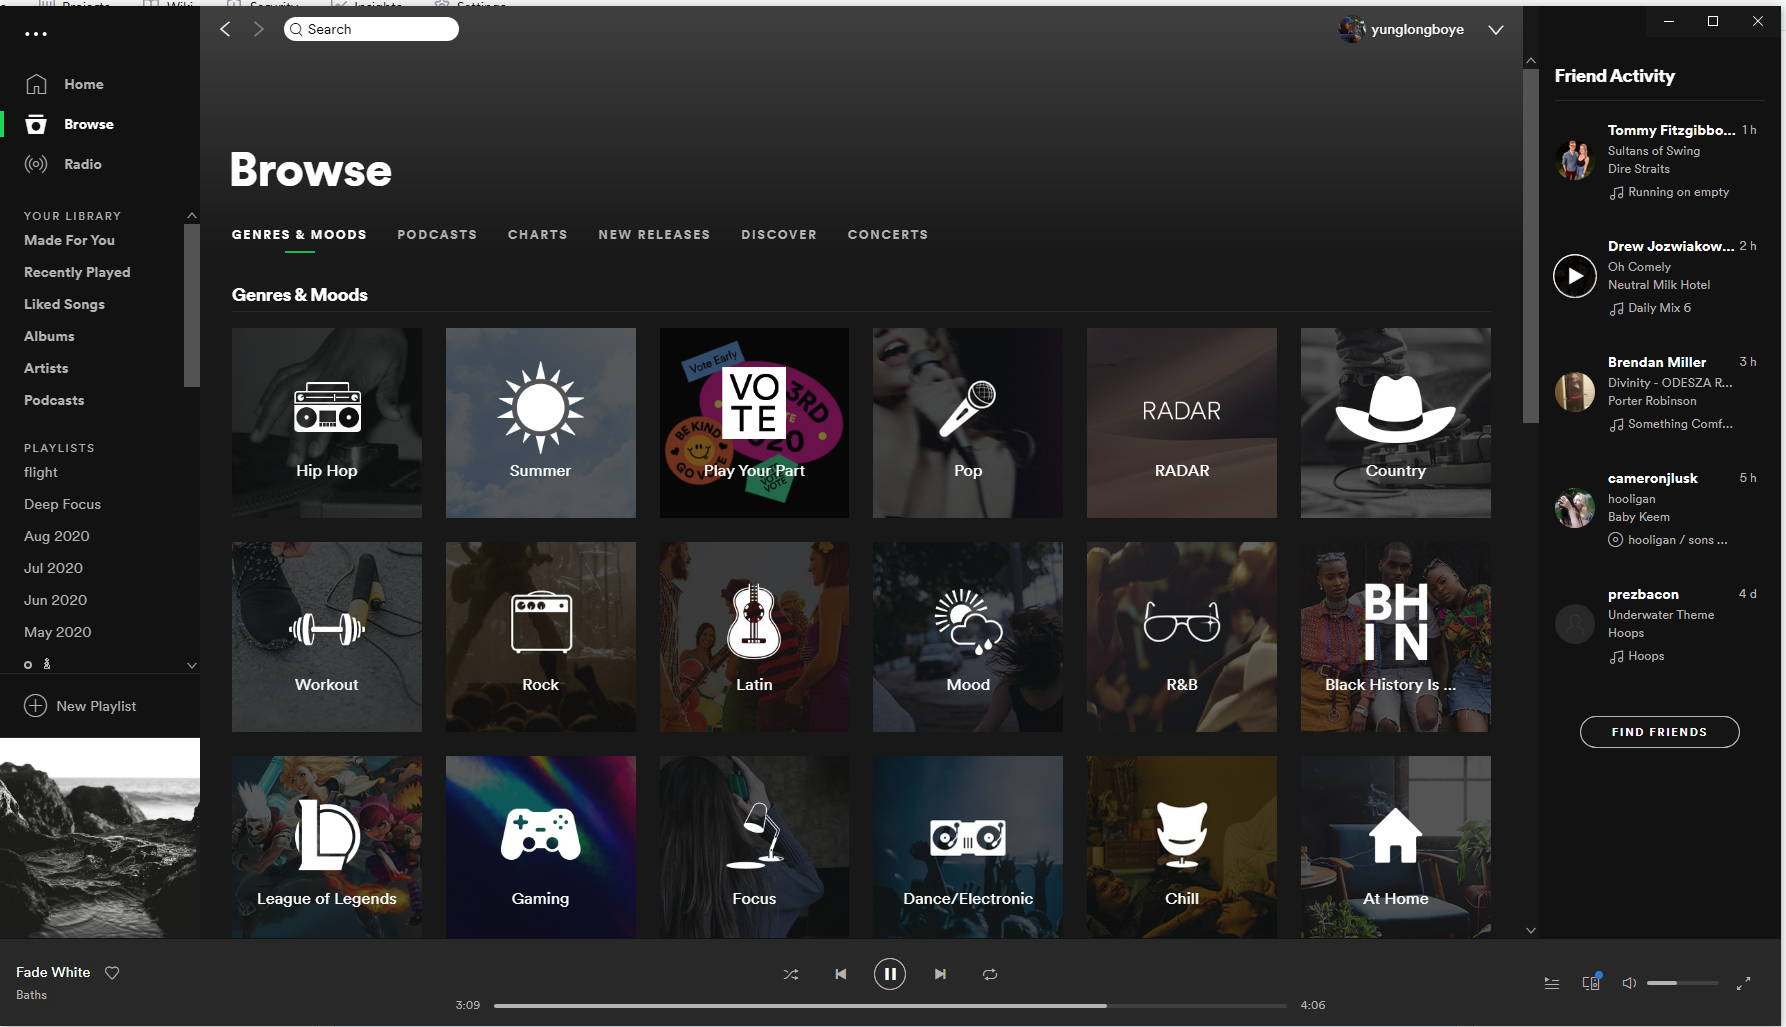 Projects
Wiki
Security
Insights
Settings
Search
yunglongboye
Home
Browse
Radio
YOUR LIBRARY
Made For You
Recently Played
Liked Songs
Albums
Artists
Podcasts
PLAYLISTS
flight
Deep Focus
Aug 2020
Jul 2020
Jun 2020
May 2020
New Playlist
Browse
GENRES & MOODS
PODCASTS
CHARTS
NEW RELEASES
DISCOVER
CONCERTS
Genres & Moods
Hip Hop
Summer
Vote Early
VO
TE
3RD
BE KIND
GO VOTE
Play Your Part
Pop
RADAR
RADAR
Country
Workout
Rock
Latin
Mood
R&B
BH
IN
Black History Is ...
League of Legends
Gaming
Focus
Dance/Electronic
Chill
At Home
Friend Activity
Tommy Fitzgibbo... 1 h
Sultans of Swing
Dire Straits
Running on empty
Drew Jozwiakow... 2 h
Oh Comely
Neutral Milk Hotel
Daily Mix 6
Brendan Miller 3 h
Divinity - ODESZA R...
Porter Robinson
Something Comf...
cameronjlusk 5 h
hooligan
Baby Keem
hooligan / sons ...
prezbacon 4 d
Underwater Theme
Hoops
Hoops
FIND FRIENDS
Fade White
Baths
3:09
4:06